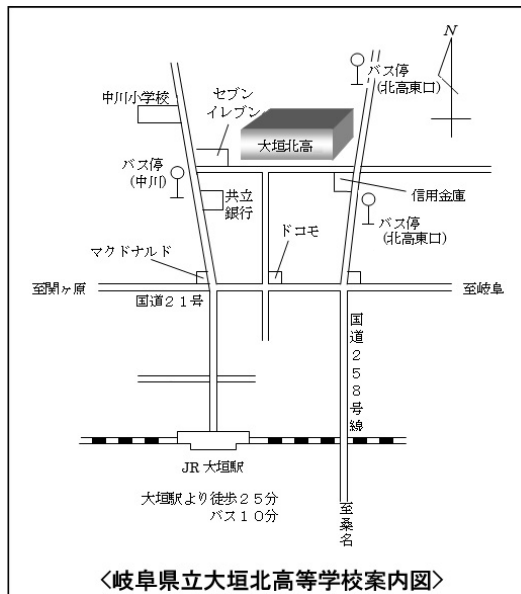 N
バス停
(北高東口)
中川小学校
セブン
イレブン
大垣北高
バス停
(中川)
共立
銀行
信用金庫
バス停
(北高東口)
マクドナルド
ドコモ
至関ヶ原
国道21号
至岐阜
国道258号線
JR 大垣駅
大垣駅より徒歩25分
バス10分
至桑名
<岐阜県立大垣北高等学校案内図>